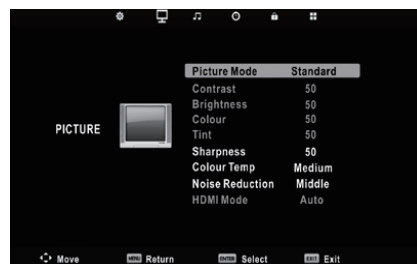 Picture Mode Standard
Contrast 50
Brightness 50
Colour 50
Tint 50
PICTURE
Sharpness 50
Colour Temp Medium
Noise Reduction Middle
HDMI Mode Auto
Move MENU Return ENTER Select EXIT Exit